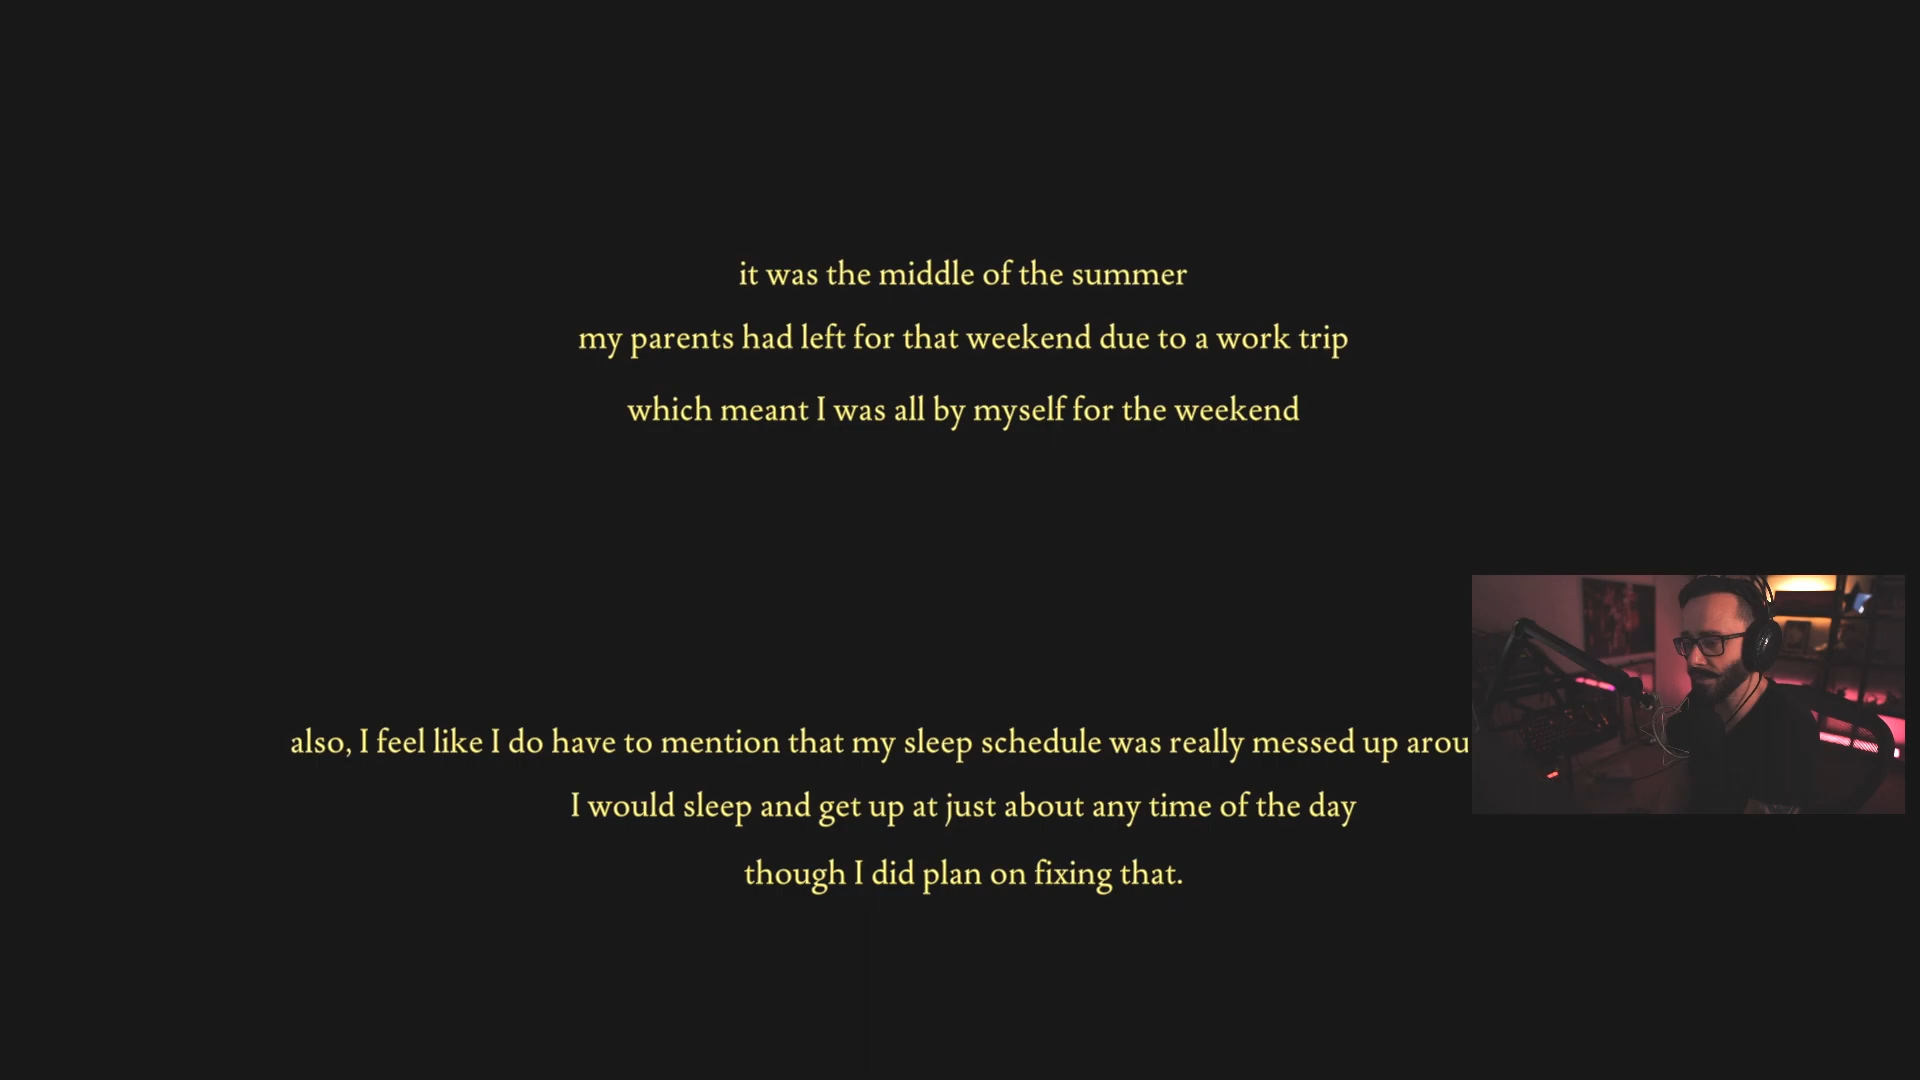 it was the middle of the summer
my parents had left for that weekend due to a work trip
which meant I was all by myself for the weekend
also, I feel like I do have to mention that my sleep schedule was really messed up
I would sleep and get up at just about any time of the day
though I did plan on fixing that.